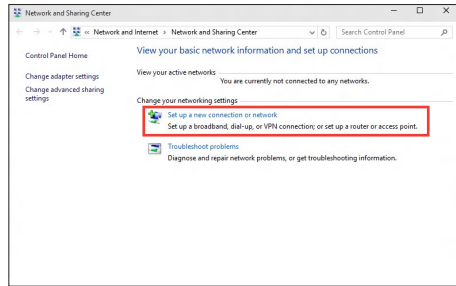 Network and Sharing Center
« Network and Internet › Network and Sharing Center
Search Control Panel
Control Panel Home
Change adapter settings
Change advanced sharing
settings
View your basic network information and set up connections
View your active networks
You are currently not connected to any networks.
Change your networking settings
Set up a new connection or network
Set up a broadband, dial-up, or VPN connection; or set up a router or access point.
Troubleshoot problems
Diagnose and repair network problems, or get troubleshooting information.